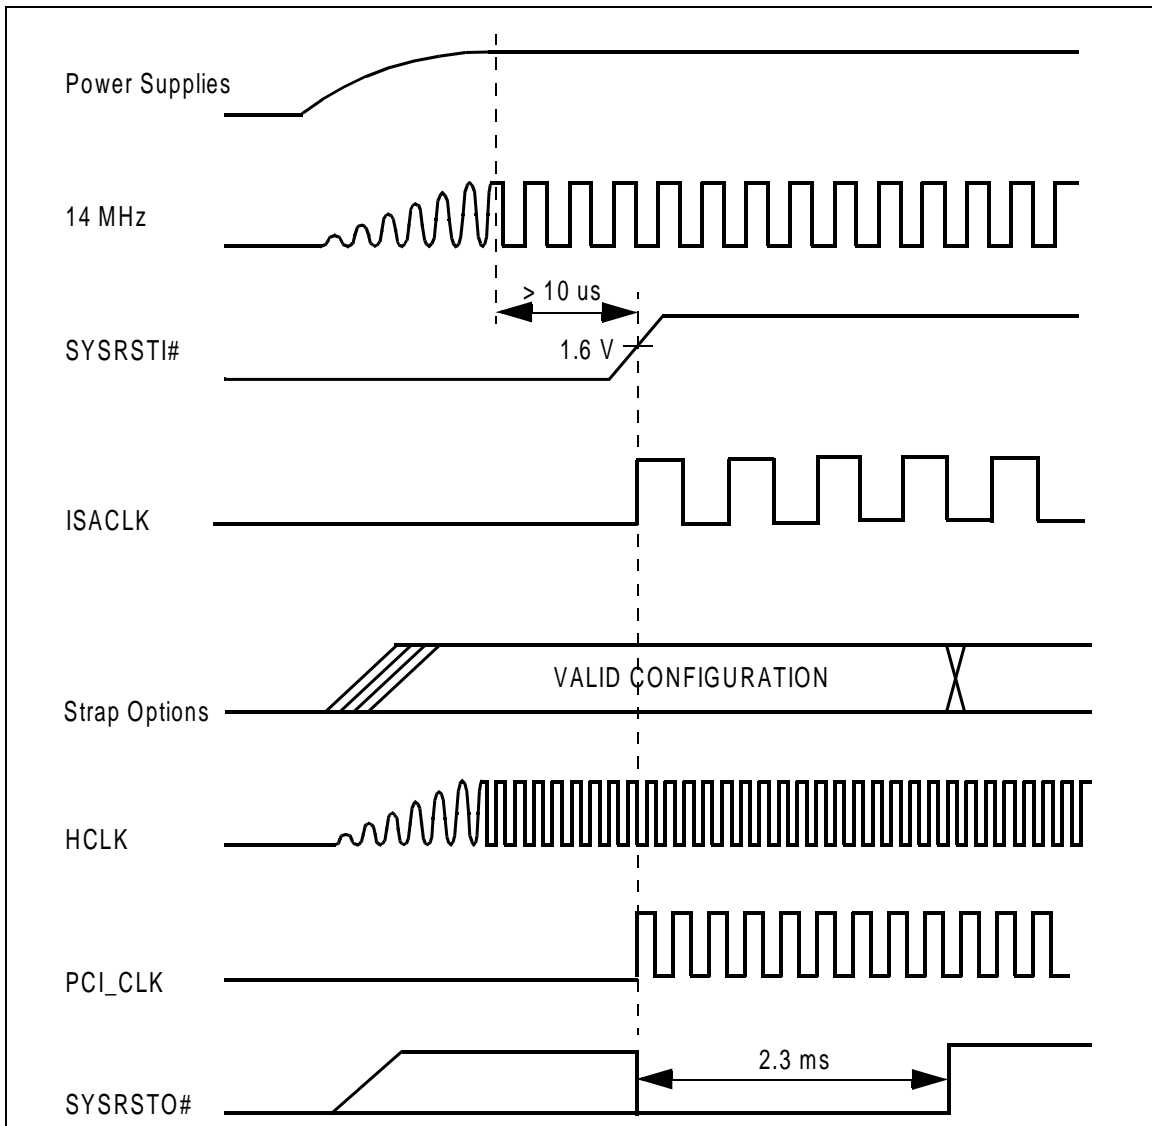 Power Supplies
14 MHz
> 10 us
SYSRSTI#
1.6 V
ISACLK
VALID CONFIGURATION
Strap Options
HCLK
PCI_CLK
2.3 ms
SYSRSTO#